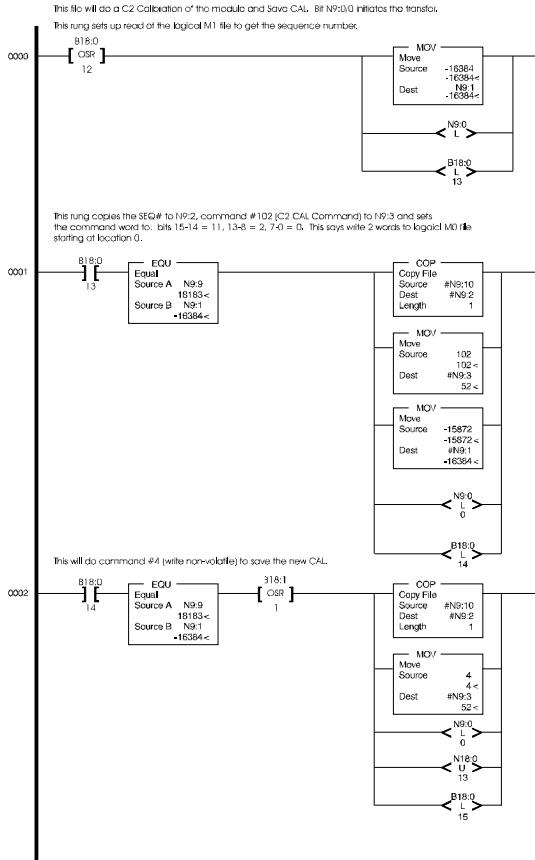 This file will do a C2 Calibration of the module and Save CAL. Bit N9:0/0 initiates the transfer.
This rung sets up read of the logical M1 file to get the sequence number.
B18:0
0000
OSR
12
MOV
Move
Source -16384
-16384<
Dest N9:1
-16384<
N9:0
L
B18:0
L
13
This rung copies the SEQ# to N9:2, command #102 (C2 CAL Command) to N9:3 and sets
the command word to: bits 15-14 = 11, 13-8 = 2, 7-0 = 0. This says write 2 words to logaicl M0 file
starting at location 0.
0001
B18:0
13
EQU
Equal
Source A N9:9
18183<
Source B N9:1
-16384<
COP
Copy File
Source #N9:10
Dest #N9:2
Length 1
MOV
Move
Source 102
102<
Dest #N9:3
52<
MOV
Move
Source -15872
-15872<
Dest #N9:1
-16384<
N9:0
L
0
B18:0
L
14
This will do command #4 (write non-volatile) to save the new CAL.
0002
B18:0
14
EQU
Equal
Source A N9:9
18183<
Source B N9:1
-16384<
B18:1
OSR
1
COP
Copy File
Source #N9:10
Dest #N9:2
Length 1
MOV
Move
Source 4
4<
Dest #N9:3
52<
N9:0
L
0
N18:0
U
13
B18:0
L
15